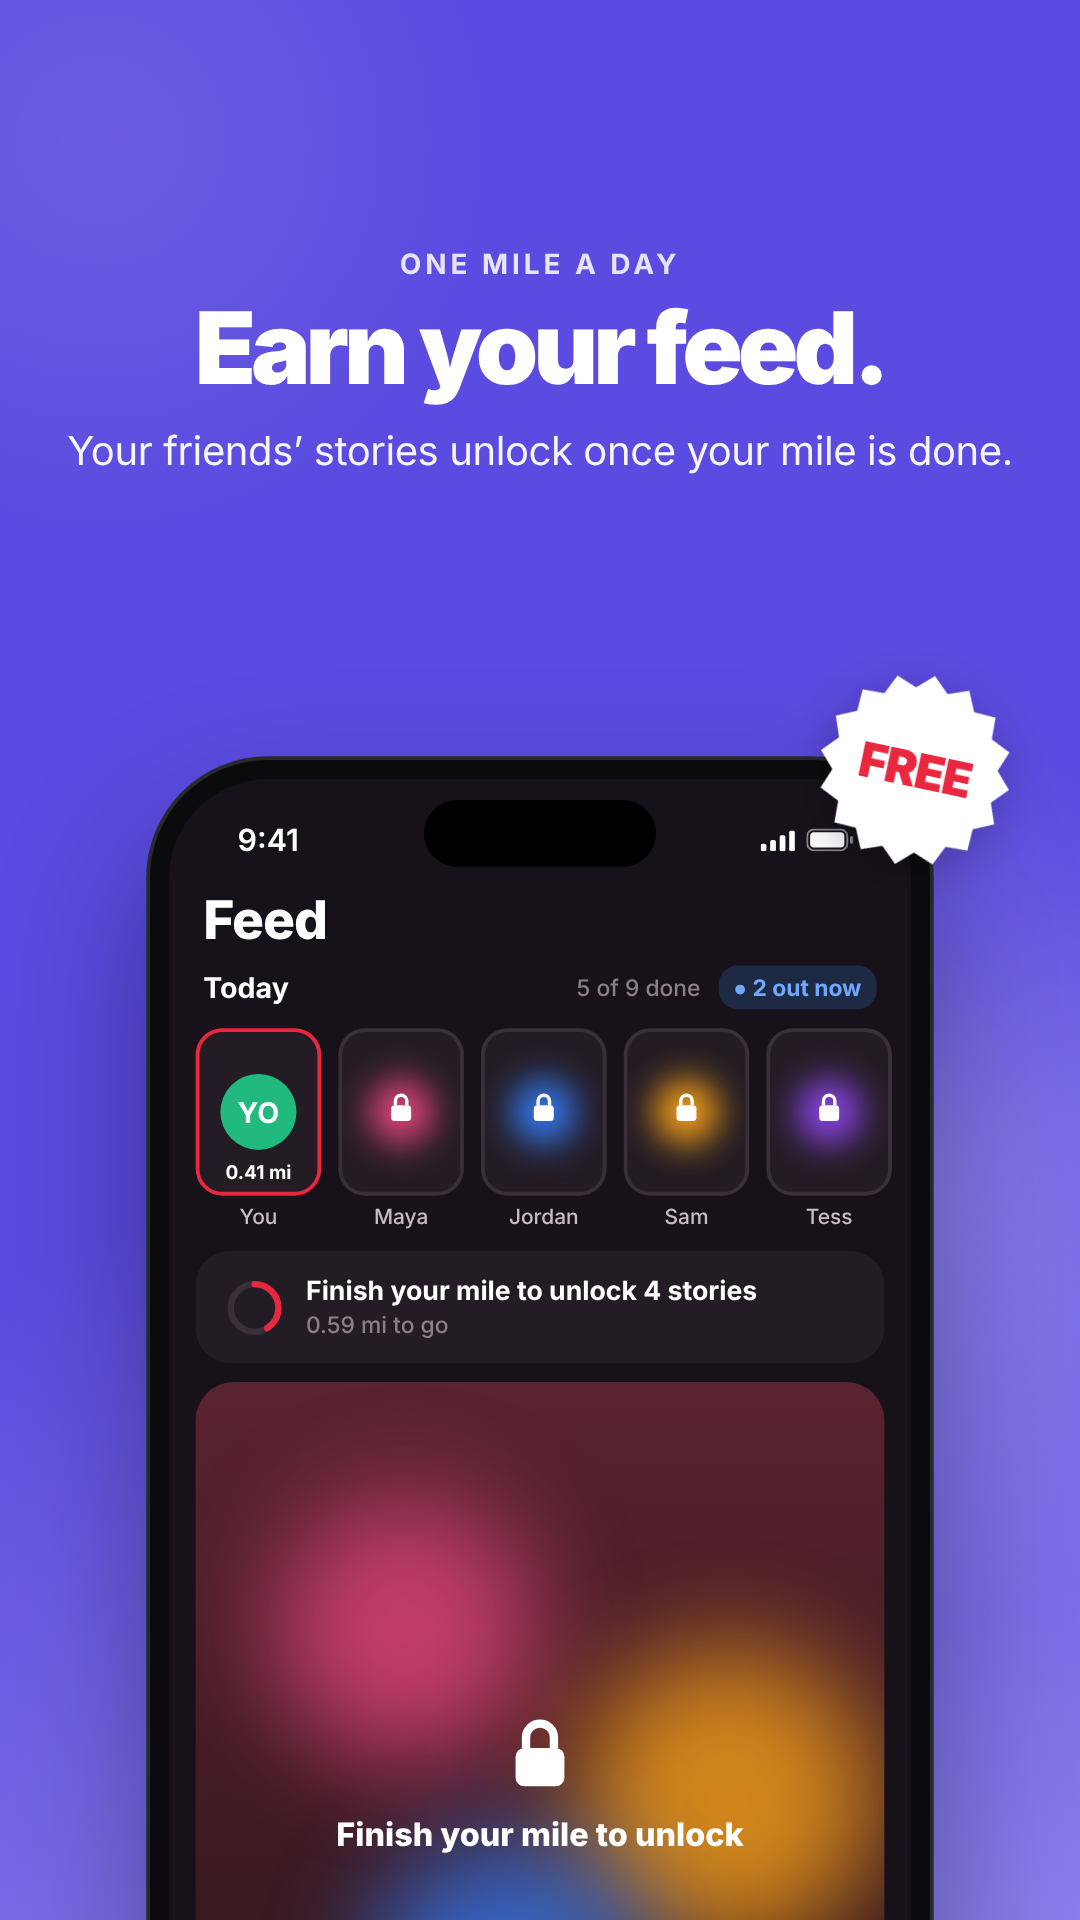 ONE MILE A DAY
Earn your feed.
Your friends’ stories unlock once your mile is done.
FREE
9:41
Feed
Today
5 of 9 done
2 out now
YO
0.41 mi
You
Maya
Jordan
Sam
Tess
Finish your mile to unlock 4 stories
0.59 mi to go
Finish your mile to unlock